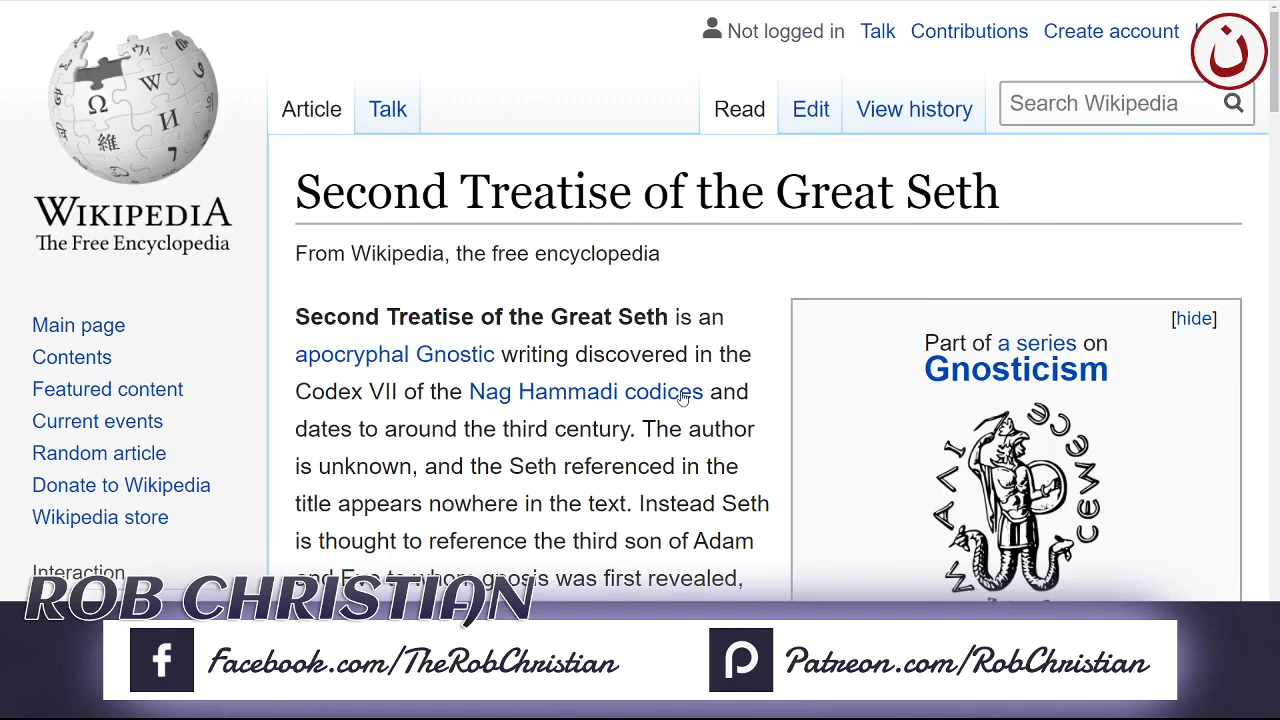 Not logged in Talk Contributions Create account
ن
Article Talk Read Edit View history Search Wikipedia
WIKIPEDIA
The Free Encyclopedia
Main page
Contents
Featured content
Current events
Random article
Donate to Wikipedia
Wikipedia store
Interaction
Second Treatise of the Great Seth
From Wikipedia, the free encyclopedia
Second Treatise of the Great Seth is an
apocryphal Gnostic writing discovered in the
Codex VII of the Nag Hammadi codices and
dates to around the third century. The author
is unknown, and the Seth referenced in the
title appears nowhere in the text. Instead Seth
is thought to reference the third son of Adam
and Eve to whom gnosis was first revealed,
[hide]
Part of a series on
Gnosticism
ROB CHRISTIAN
Facebook.com/TheRobChristian
Patreon.com/RobChristian